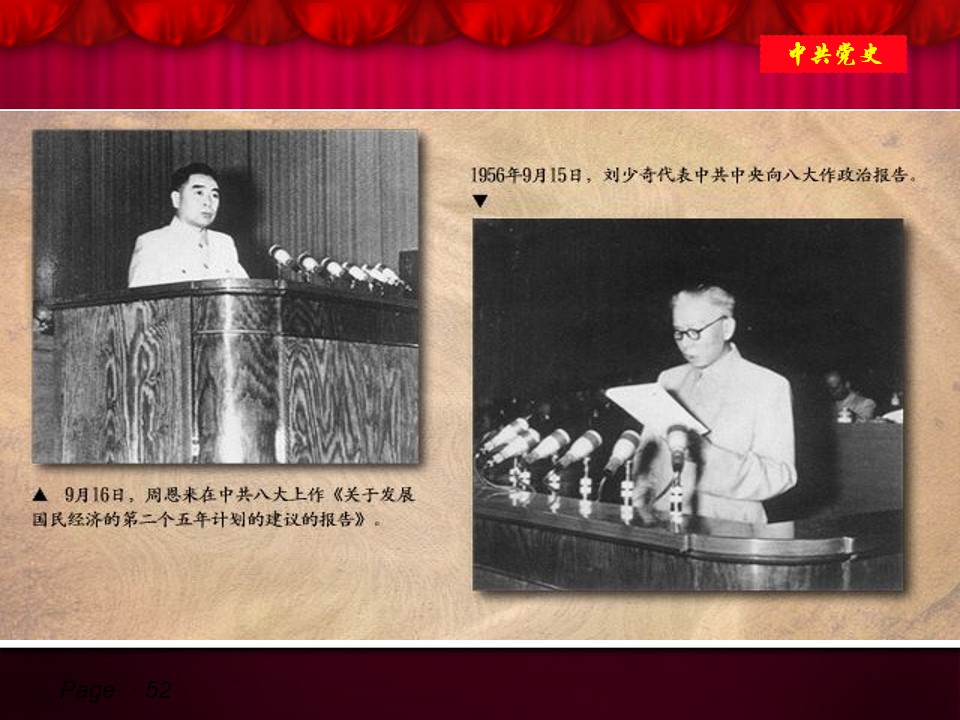 中共党史
1956年9月15日，刘少奇代表中共中央向八大作政治报告。
▼
▲ 9月16日，周恩来在中共八大上作《关于发展
国民经济的第二个五年计划的建议的报告》。
Page 52